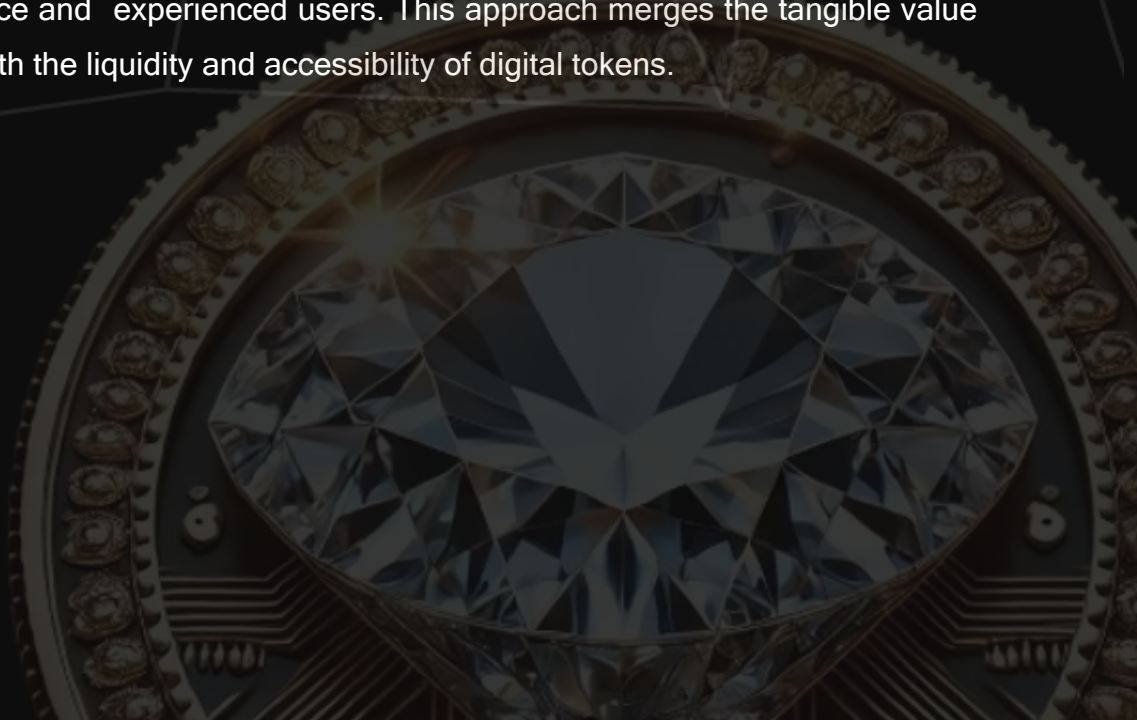 ce and experienced users. This approach merges the tangible value
th the liquidity and accessibility of digital tokens.